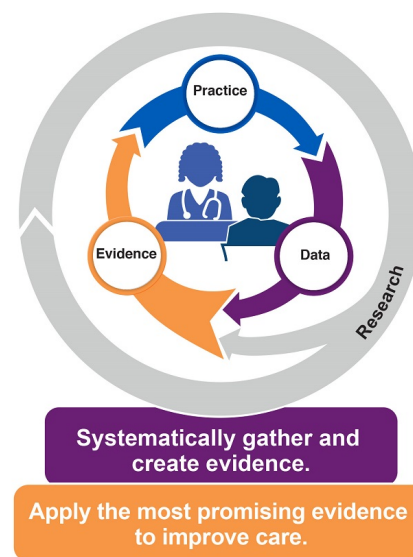 Practice
Evidence
Data
Research
Systematically gather and
create evidence.
Apply the most promising evidence
to improve care.